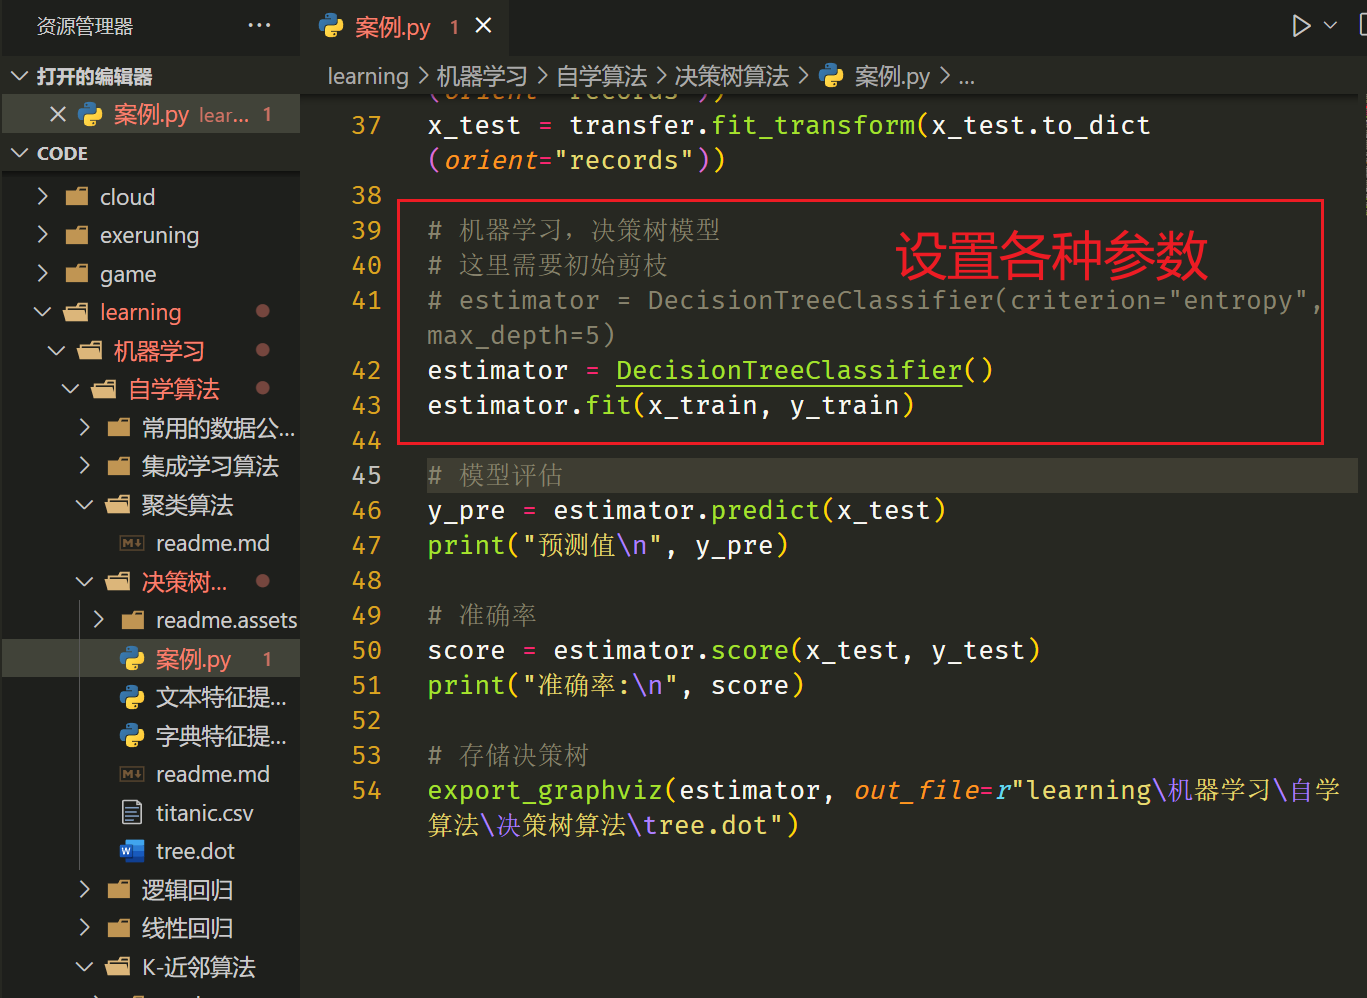 资源管理器
打开的编辑器
案例.py lear... 1
CODE
cloud
exeruning
game
learning
机器学习
自学算法
常用的数据公...
集成学习算法
聚类算法
readme.md
决策树...
readme.assets
案例.py 1
文本特征提...
字典特征提...
readme.md
titanic.csv
tree.dot
逻辑回归
线性回归
K-近邻算法
案例.py 1
learning > 机器学习 > 自学算法 > 决策树算法 > 案例.py > ...
(orient="records"))
37 x_test = transfer.fit_transform(x_test.to_dict
(orient="records"))
38
39 # 机器学习，决策树模型
设置各种参数
40 # 这里需要初始剪枝
41 # estimator = DecisionTreeClassifier(criterion="entropy",
max_depth=5)
42 estimator = DecisionTreeClassifier()
43 estimator.fit(x_train, y_train)
44
45 # 模型评估
46 y_pre = estimator.predict(x_test)
47 print("预测值\n", y_pre)
48
49 # 准确率
50 score = estimator.score(x_test, y_test)
51 print("准确率:\n", score)
52
53 # 存储决策树
54 export_graphviz(estimator, out_file=r"learning\机器学习\自学
算法\决策树算法\tree.dot")